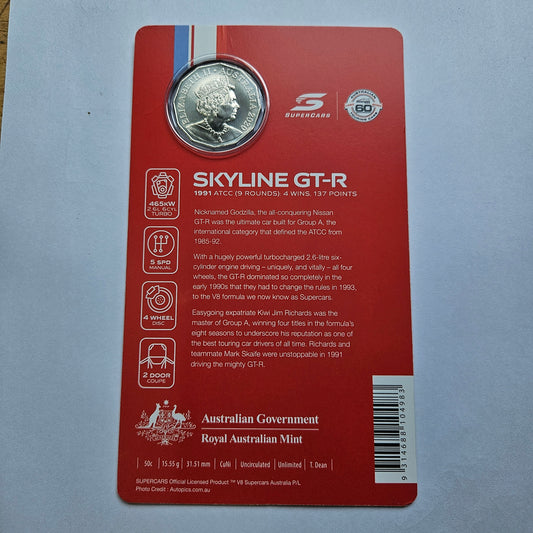 ELIZABETH II AUSTRALIA 2020
SUPERCARS
AUSTRALIAN
60
SKYLINE GT-R
1991 ATCC (9 ROUNDS). 4 WINS. 137 POINTS
465kW
2.6L 6CYL
TURBO
Nicknamed Godzilla, the all-conquering Nissan
GT-R was the ultimate car built for Group A, the
international category that defined the ATCC from
1985-92.
5 SPD
MANUAL
With a hugely powerful turbocharged 2.6-litre six-
cylinder engine driving – uniquely, and vitally – all four
wheels, the GT-R dominated so completely in the
early 1990s that they had to change the rules in 1993,
to the V8 formula we now know as Supercars.
4 WHEEL
DISC
Easygoing expatriate Kiwi Jim Richards was the
master of Group A, winning four titles in the formula's
eight seasons to underscore his reputation as one of
the best touring car drivers of all time. Richards and
teammate Mark Skaife were unstoppable in 1991
driving the mighty GT-R.
2 DOOR
COUPE
Australian Government
Royal Australian Mint
50c | 15.55 g | 31.51 mm | CuNi | Uncirculated | Unlimited | T. Dean
SUPERCARS Official Licensed Product ™ V8 Supercars Australia P/L
Photo Credit : Autopics.com.au
9 314688 104983